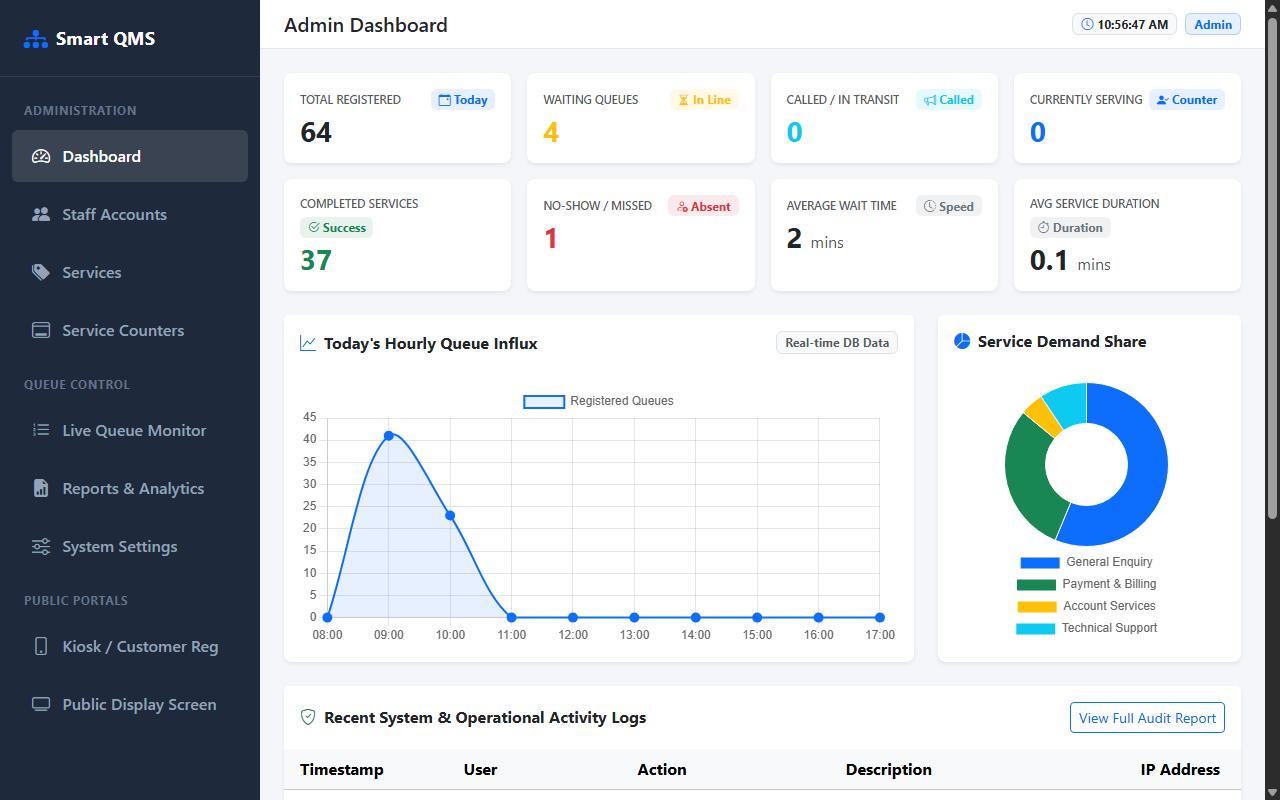 Smart QMS
Admin Dashboard
10:56:47 AM
Admin
ADMINISTRATION
Dashboard
Staff Accounts
Services
Service Counters
QUEUE CONTROL
Live Queue Monitor
Reports & Analytics
System Settings
PUBLIC PORTALS
Kiosk / Customer Reg
Public Display Screen
TOTAL REGISTERED
Today
64
WAITING QUEUES
In Line
4
CALLED / IN TRANSIT
Called
0
CURRENTLY SERVING
Counter
0
COMPLETED SERVICES
Success
37
NO-SHOW / MISSED
Absent
1
AVERAGE WAIT TIME
Speed
2 mins
AVG SERVICE DURATION
Duration
0.1 mins
Today's Hourly Queue Influx
Real-time DB Data
Registered Queues
45
40
35
30
25
20
15
10
5
0
08:00 09:00 10:00 11:00 12:00 13:00 14:00 15:00 16:00 17:00
Service Demand Share
General Enquiry
Payment & Billing
Account Services
Technical Support
Recent System & Operational Activity Logs
View Full Audit Report
Timestamp User Action Description IP Address